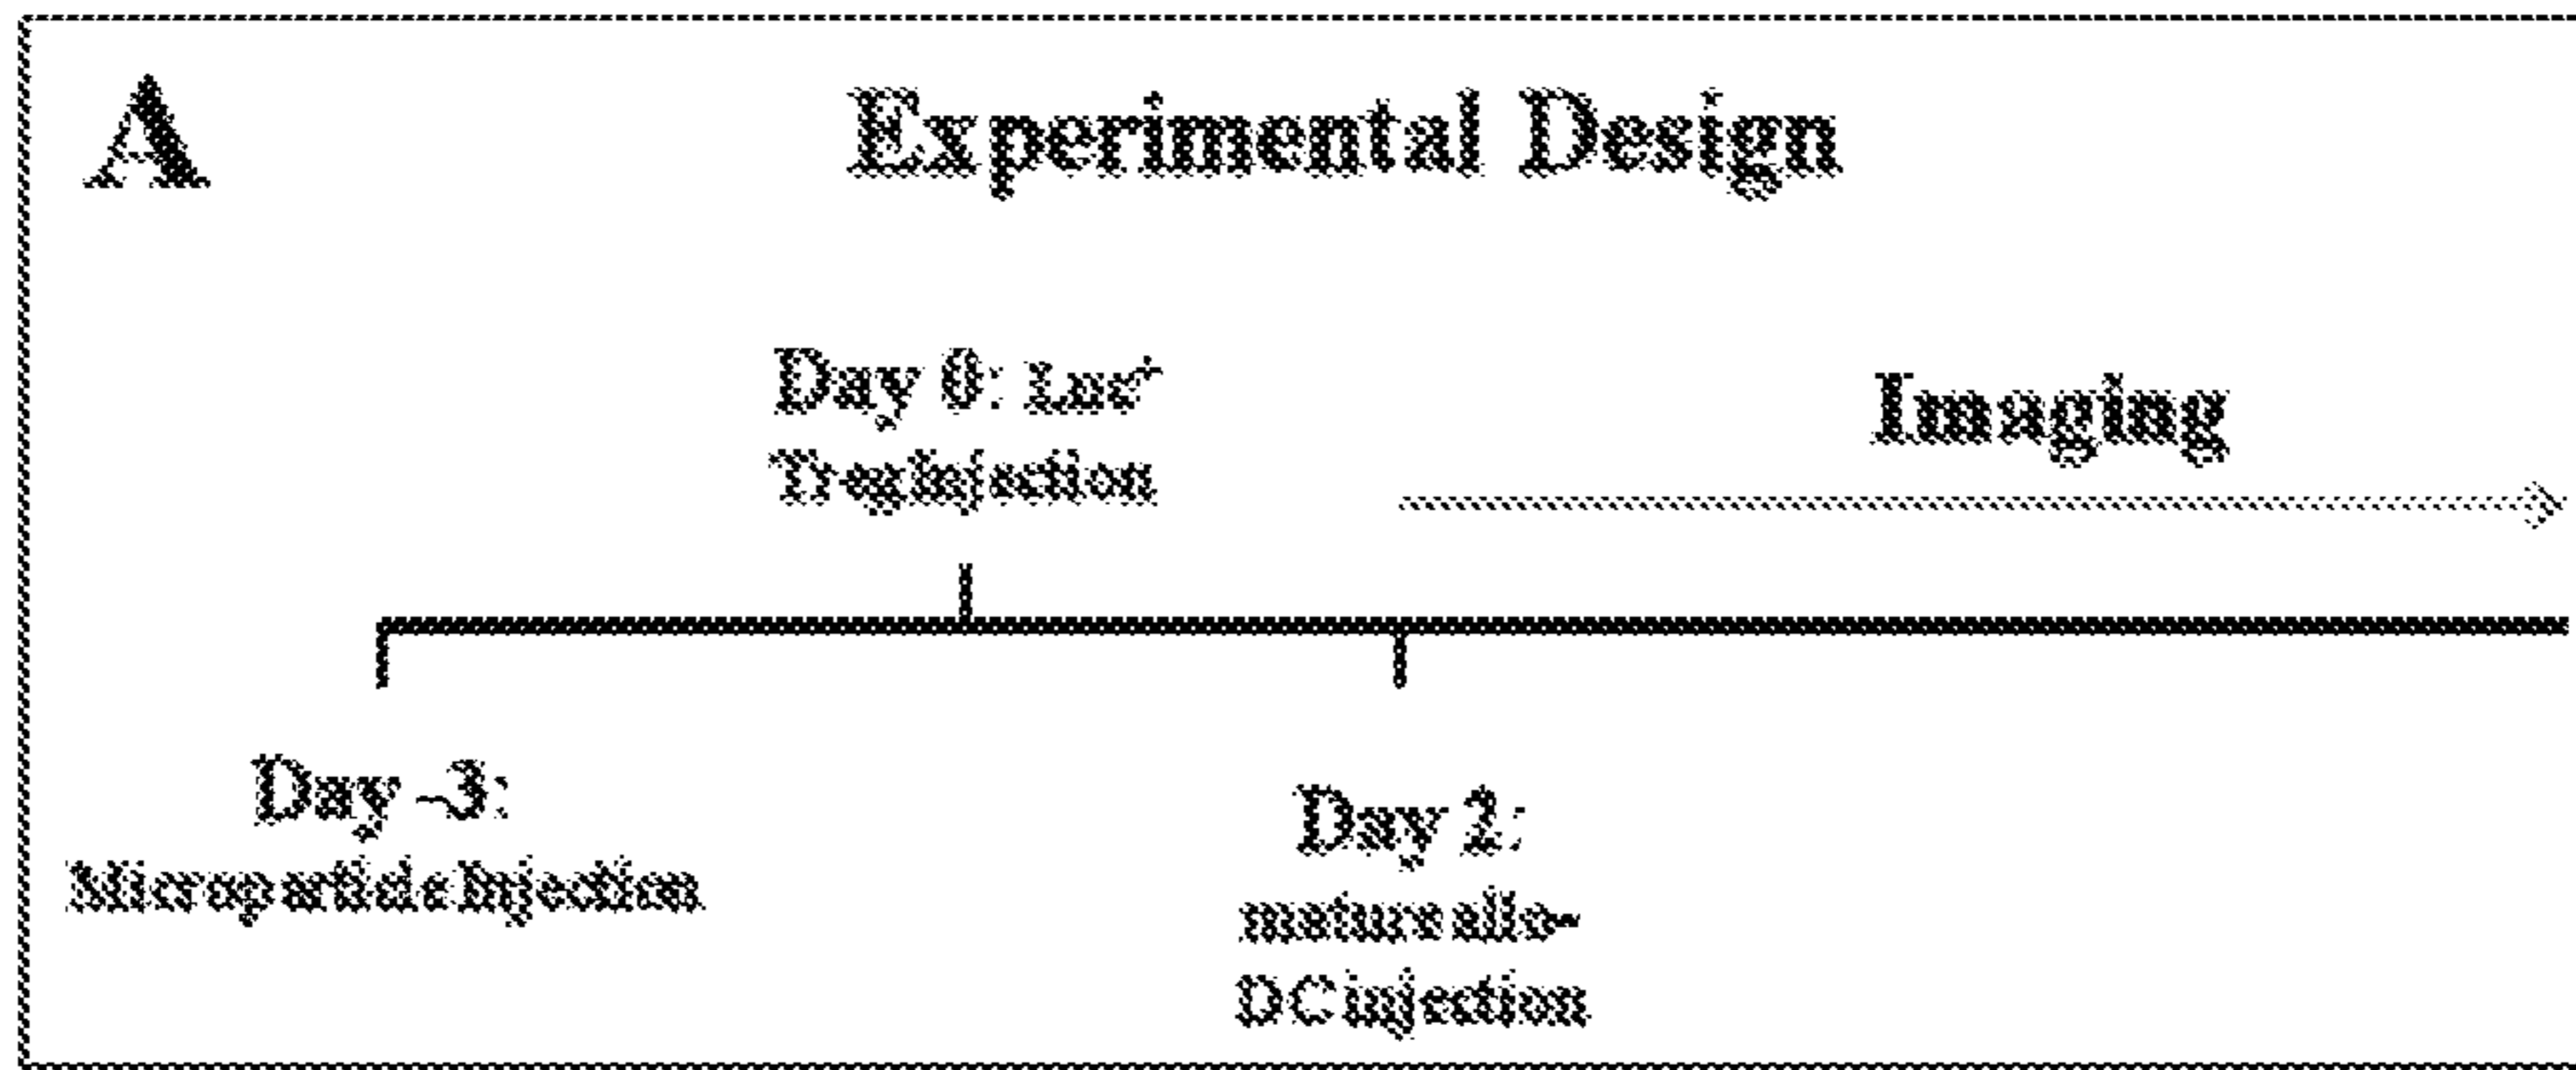 A
Experimental Design
Day 0: Luc⁺
Treg injection
Imaging
Day -3:
Microparticle Injection
Day 2:
mature allo-
DC injection